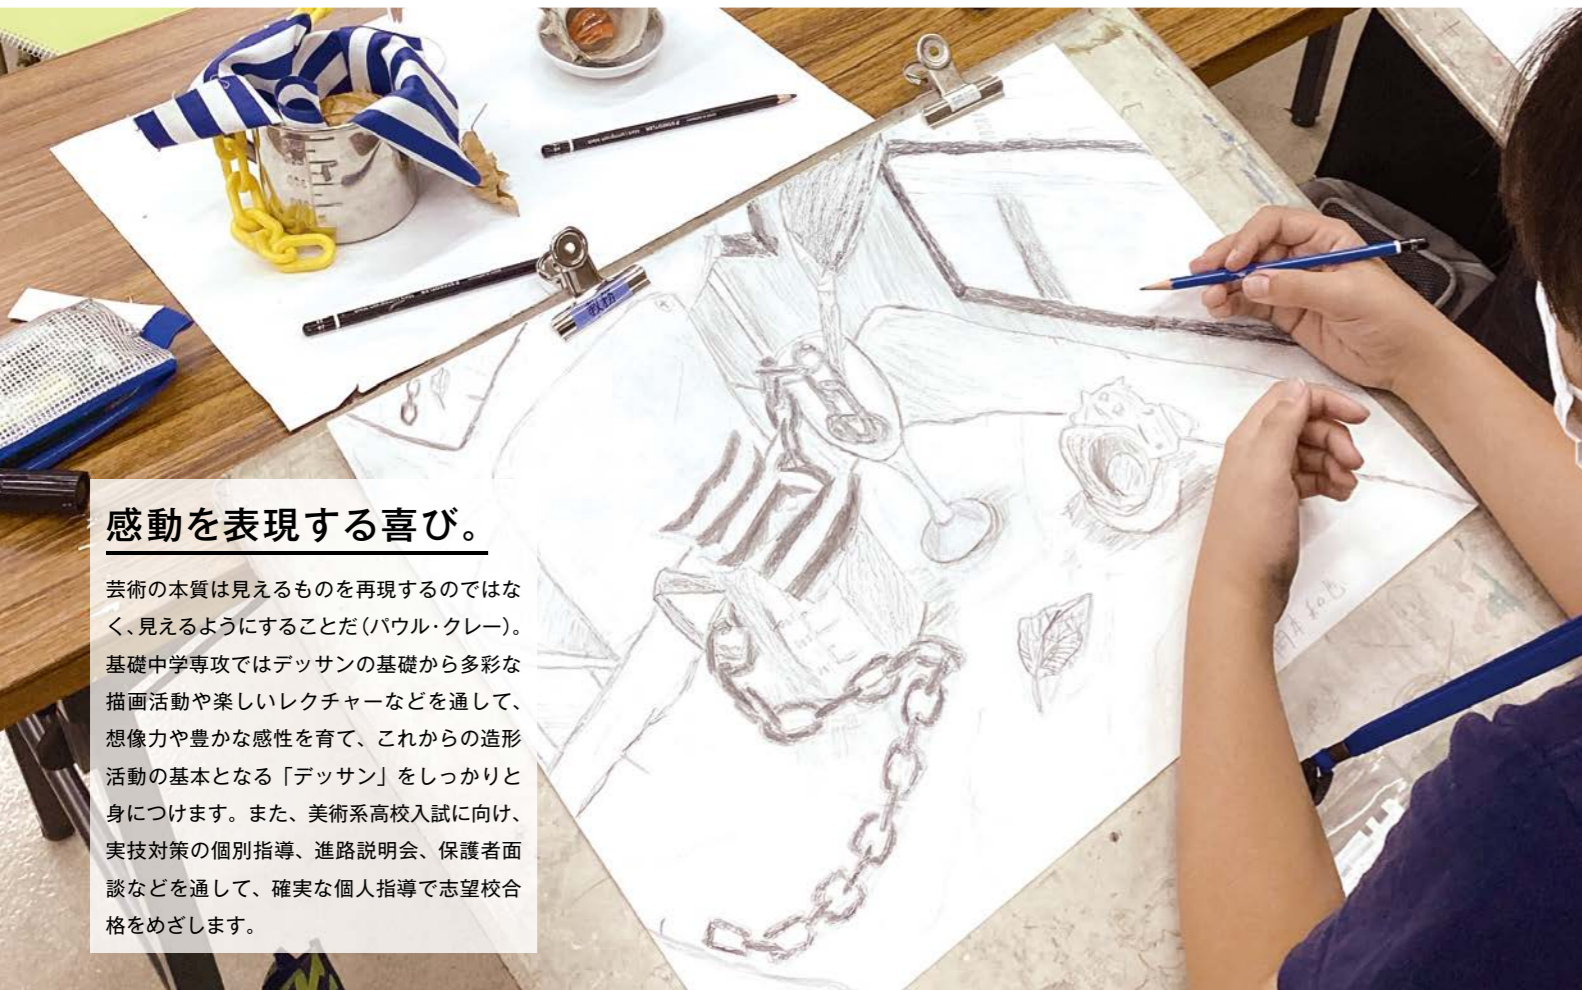 感動を表現する喜び。
芸術の本質は見えるものを再現するのではな
く、見えるようにすることだ（パウル・クレー）。
基礎中学専攻ではデッサンの基礎から多彩な
描画活動や楽しいレクチャーなどを通して、
想像力や豊かな感性を育て、これからの造形
活動の基本となる「デッサン」をしっかりと
身につけます。また、美術系高校入試に向け、
実技対策の個別指導、進路説明会、保護者面
談などを通して、確実な個人指導で志望校合
格をめざします。